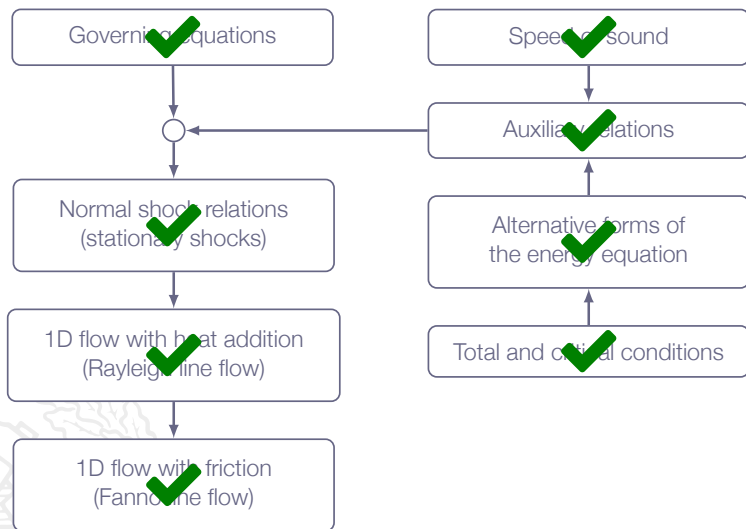 Governing equations
Speed of sound
Auxiliary relations
Normal shock relations
(stationary shocks)
Alternative forms of
the energy equation
1D flow with heat addition
(Rayleigh line flow)
Total and critical conditions
1D flow with friction
(Fanno line flow)